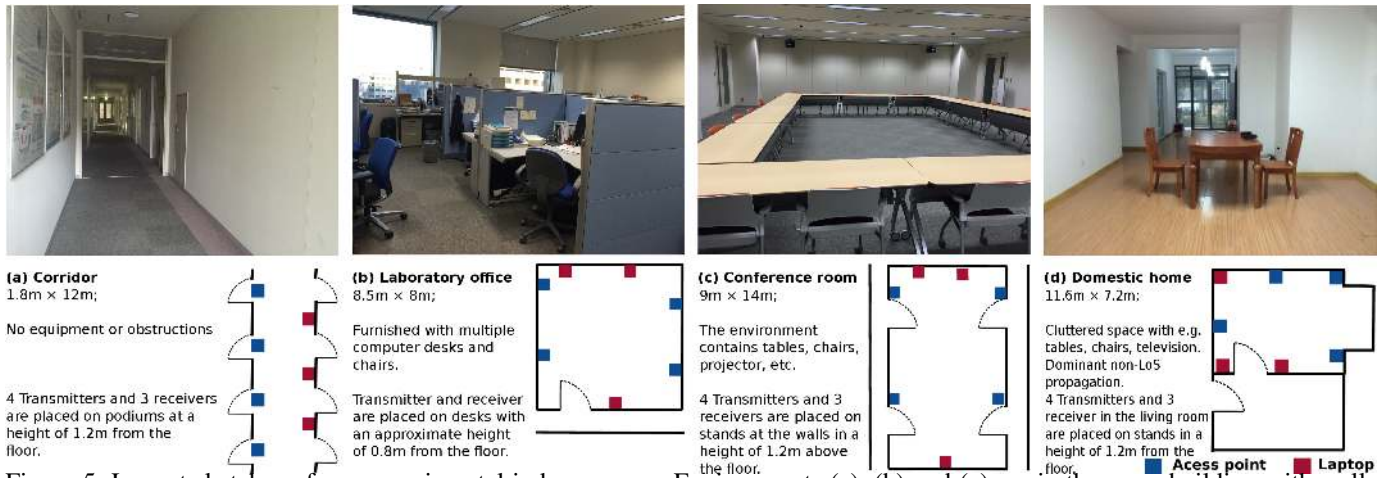 (a) Corridor
1.8m × 12m;
No equipment or obstructions
4 Transmitters and 3 receivers
are placed on podiums at a
height of 1.2m from the
floor.
(b) Laboratory office
8.5m × 8m;
Furnished with multiple
computer desks and
chairs.
Transmitter and receiver
are placed on desks with
an approximate height
of 0.8m from the floor.
(c) Conference room
9m × 14m;
The environment
contains tables, chairs,
projector, etc.
4 Transmitters and 3
receivers are placed on
stands at the walls in a
height of 1.2m above
the floor.
(d) Domestic home
11.6m × 7.2m;
Cluttered space with e.g.
tables, chairs, television.
Dominant non-LoS
propagation.
4 Transmitters and 3
receiver in the living room
are placed on stands in a
height of 1.2m from the
floor.
Acess point
Laptop